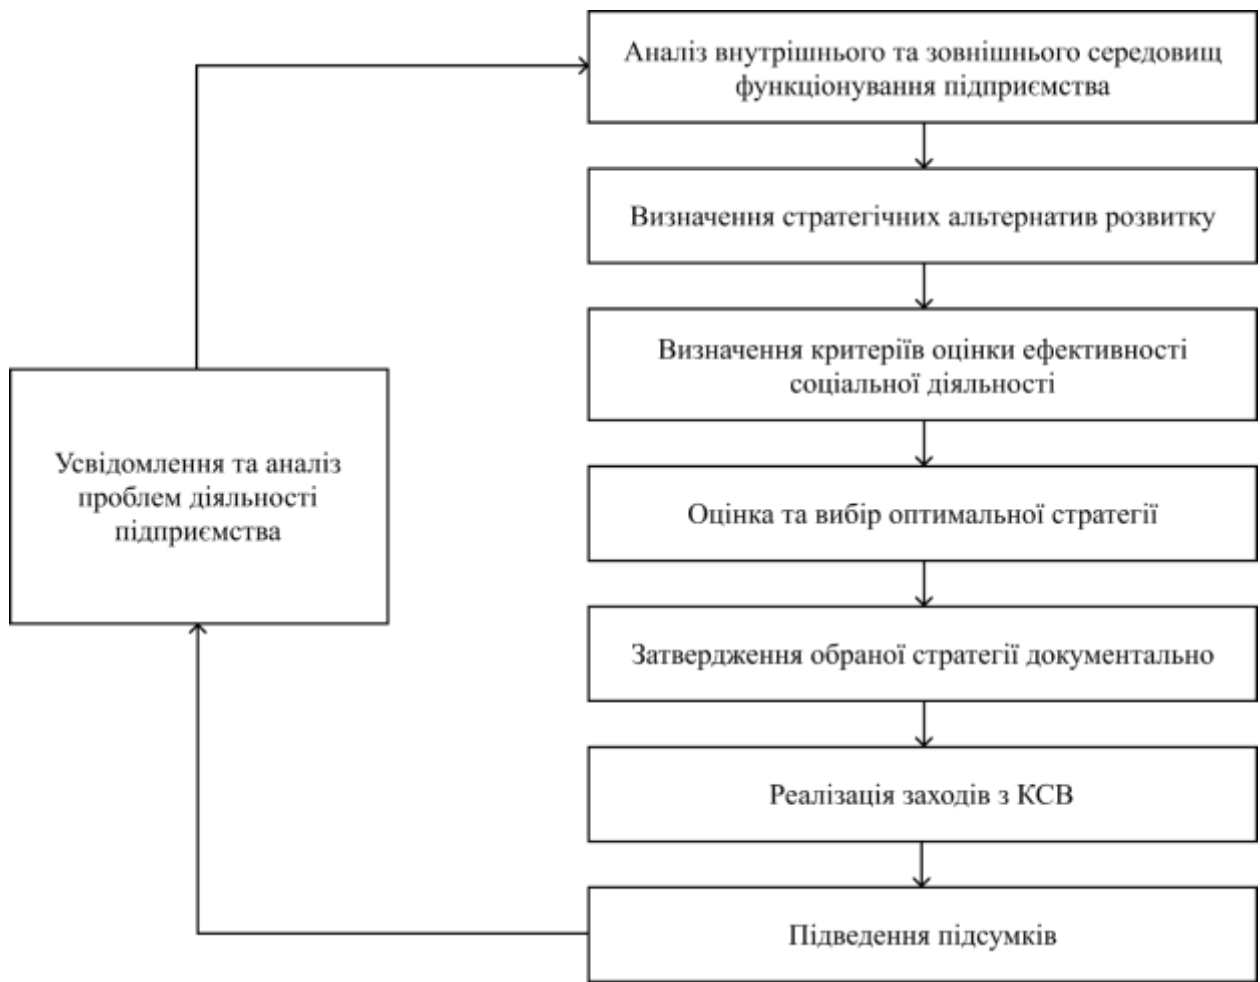 Аналіз внутрішнього та зовнішнього середовищ
функціонування підприємства
Визначення стратегічних альтернатив розвитку
Визначення критеріїв оцінки ефективності
соціальної діяльності
Усвідомлення та аналіз
проблем діяльності
підприємства
Оцінка та вибір оптимальної стратегії
Затвердження обраної стратегії документально
Реалізація заходів з КСВ
Підведення підсумків